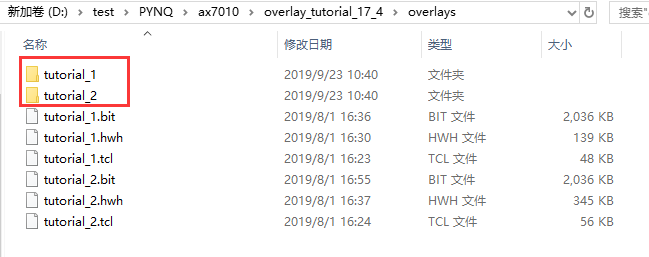 新加卷 (D:) › test › PYNQ › ax7010 › overlay_tutorial_17_4 › overlays 搜索"
名称 修改日期 类型 大小
tutorial_1 2019/9/23 10:40 文件夹
tutorial_2 2019/9/23 10:40 文件夹
tutorial_1.bit 2019/8/1 16:36 BIT 文件 2,036 KB
tutorial_1.hwh 2019/8/1 16:30 HWH 文件 139 KB
tutorial_1.tcl 2019/8/1 16:23 TCL 文件 48 KB
tutorial_2.bit 2019/8/1 16:55 BIT 文件 2,036 KB
tutorial_2.hwh 2019/8/1 16:37 HWH 文件 345 KB
tutorial_2.tcl 2019/8/1 16:24 TCL 文件 56 KB